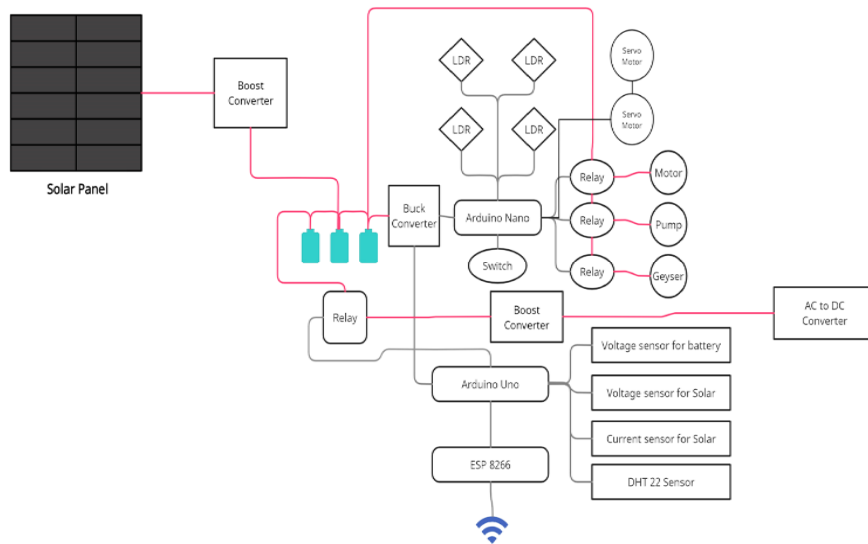 LDR
LDR
Servo
Motor
Boost
Converter
Servo
Motor
LDR
LDR
Solar Panel
Relay
Motor
Buck
Converter
Arduino Nano
Relay
Pump
Switch
Relay
Geyser
Relay
Boost
Converter
AC to DC
Converter
Voltage sensor for battery
Arduino Uno
Voltage sensor for Solar
Current sensor for Solar
ESP 8266
DHT 22 Sensor